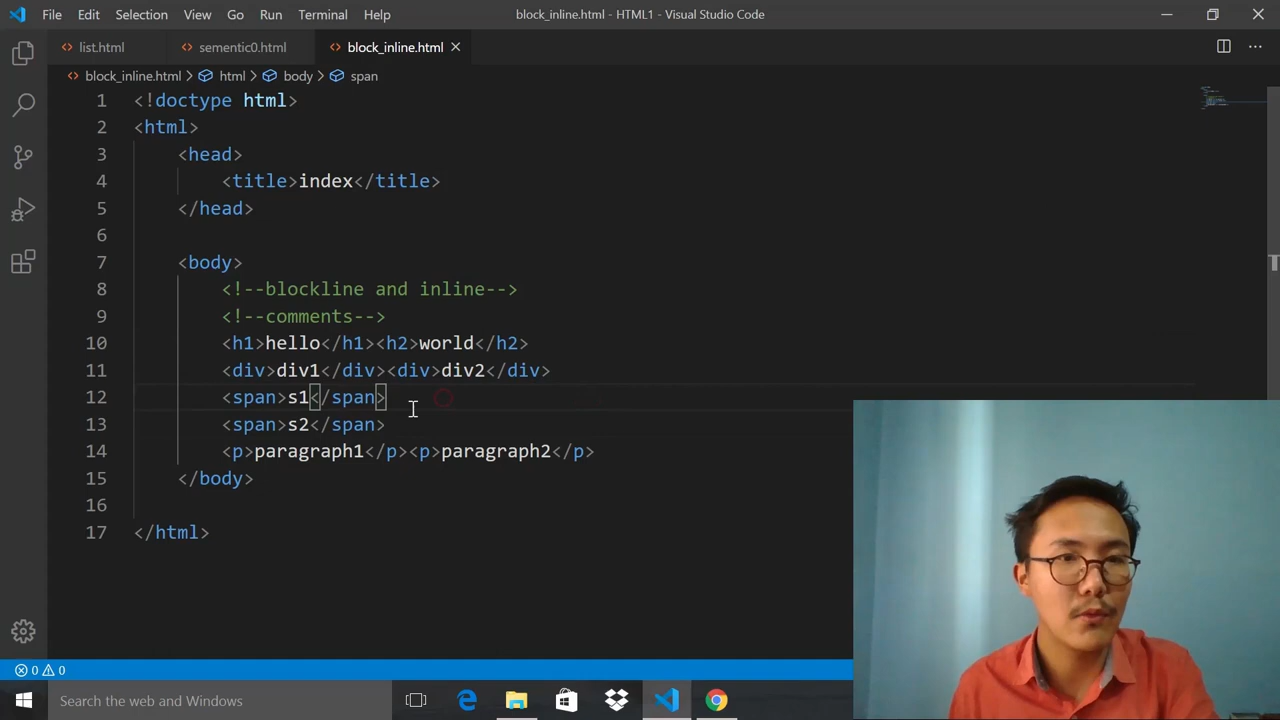 File Edit Selection View Go Run Terminal Help block_inline.html - HTML1 - Visual Studio Code
list.html sementic0.html block_inline.html
block_inline.html > html > body > span
1 <!doctype html>
2 <html>
3 <head>
4 <title>index</title>
5 </head>
6
7 <body>
8 <!--blockline and inline-->
9 <!--comments-->
10 <h1>hello</h1><h2>world</h2>
11 <div>div1</div><div>div2</div>
12 <span>s1</span>
13 <span>s2</span>
14 <p>paragraph1</p><p>paragraph2</p>
15 </body>
16
17 </html>
0 0
Search the web and Windows